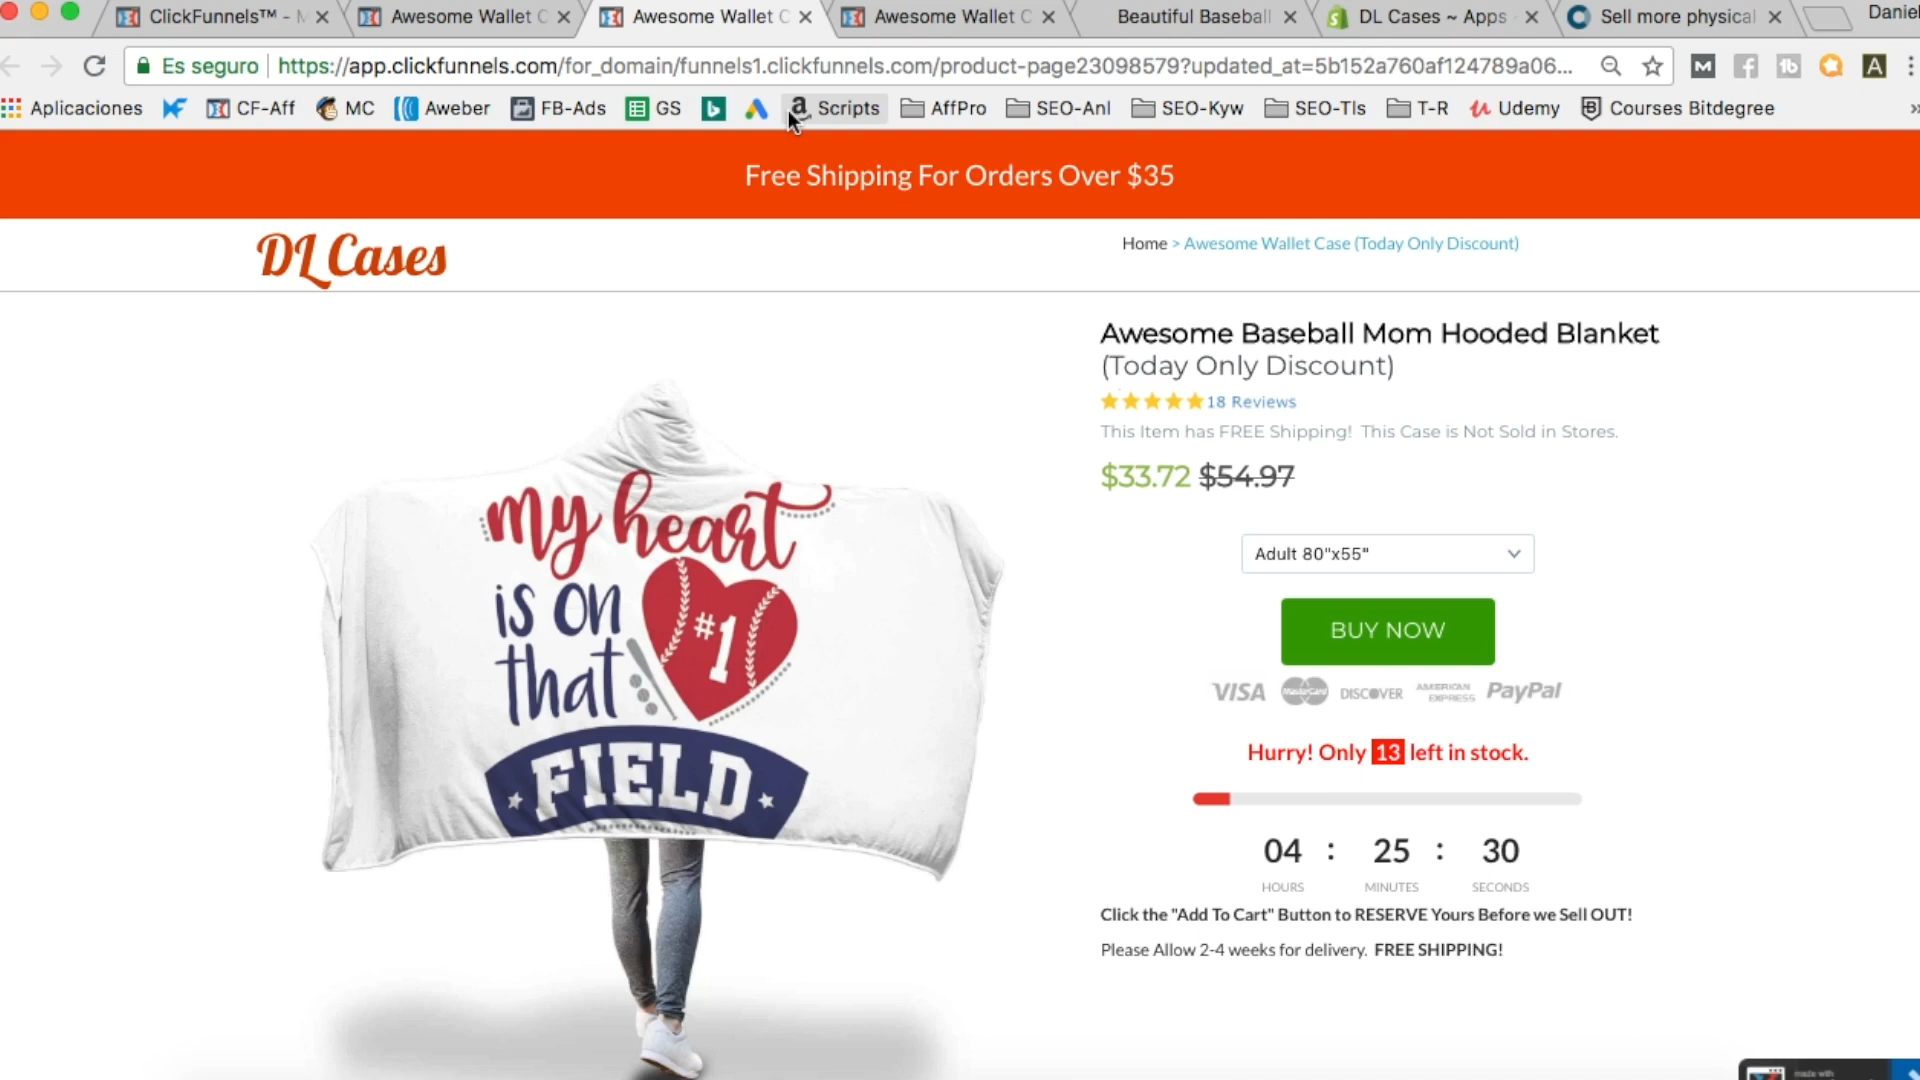 ClickFunnels™ - M
Awesome Wallet C
Awesome Wallet C
Awesome Wallet C
Beautiful Baseball
DL Cases ~ Apps
Sell more physical
Daniel
Es seguro
https://app.clickfunnels.com/for_domain/funnels1.clickfunnels.com/product-page23098579?updated_at=5b152a760af124789a06...
Aplicaciones
CF-Aff
MC
Aweber
FB-Ads
GS
Scripts
AffPro
SEO-Anl
SEO-Kyw
SEO-Tls
T-R
Udemy
Courses Bitdegree
»
Free Shipping For Orders Over $35
DL Cases
Home > Awesome Wallet Case (Today Only Discount)
Awesome Baseball Mom Hooded Blanket
(Today Only Discount)
18 Reviews
This Item has FREE Shipping! This Case is Not Sold in Stores.
$33.72 $54.97
Adult 80"x55"
BUY NOW
VISA MasterCard DISCOVER AMERICAN EXPRESS PayPal
Hurry! Only 13 left in stock.
04 : 25 : 30
HOURS MINUTES SECONDS
Click the "Add To Cart" Button to RESERVE Yours Before we Sell OUT!
Please Allow 2-4 weeks for delivery. FREE SHIPPING!
my heart
is on
#1
that
FIELD
made with